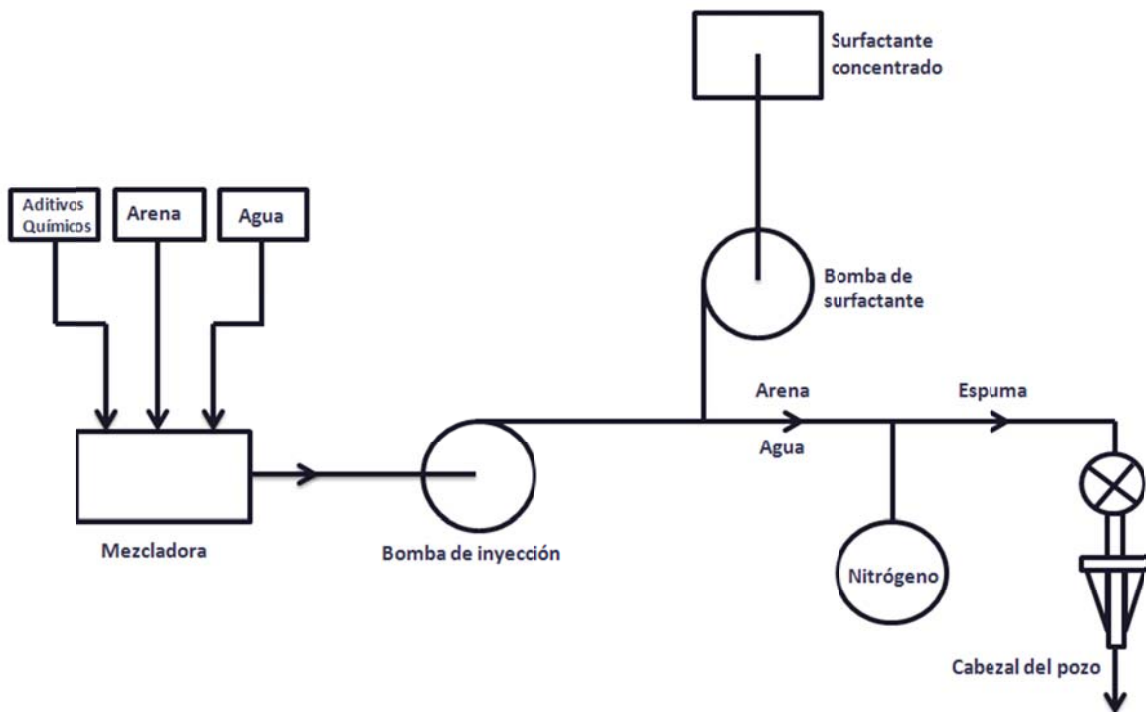 Surfactante
concentrado
Aditivos
Químicos
Arena
Agua
Bomba de
surfactante
Arena
Agua
Espuma
Mezcladora
Bomba de inyección
Nitrógeno
Cabezal del pozo